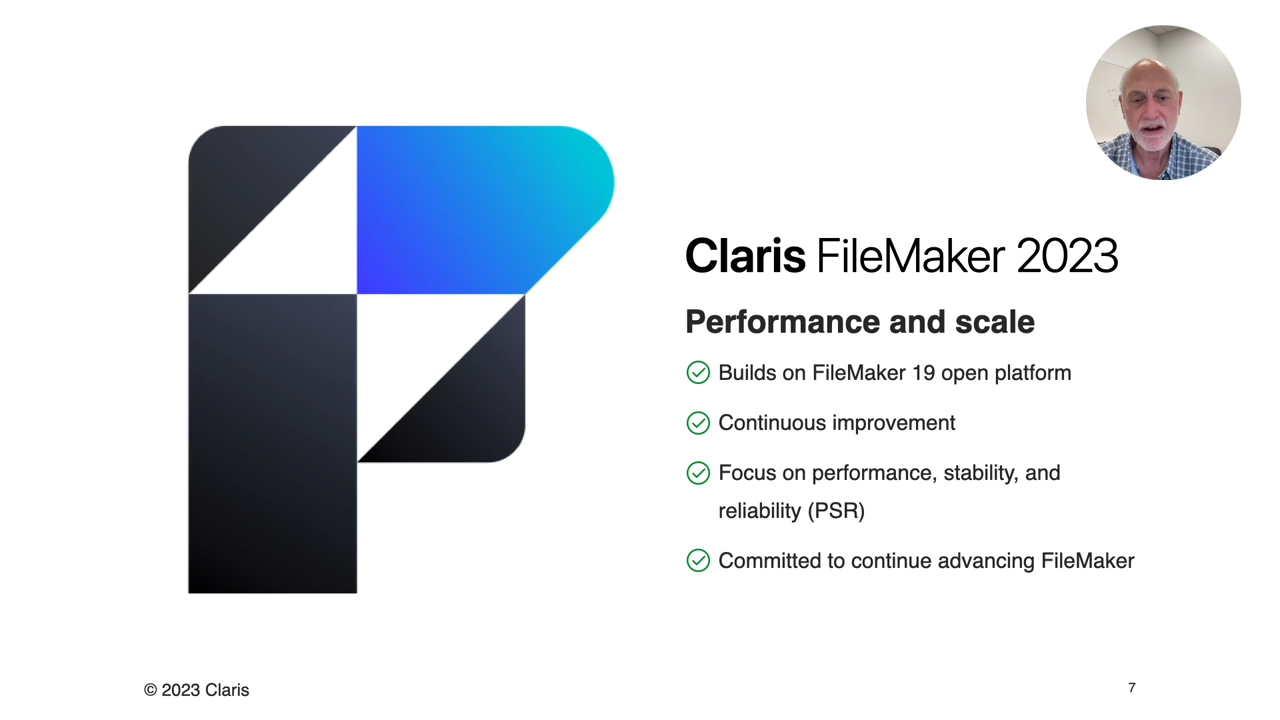 Claris FileMaker 2023
Performance and scale
Builds on FileMaker 19 open platform
Continuous improvement
Focus on performance, stability, and
reliability (PSR)
Committed to continue advancing FileMaker
© 2023 Claris
7